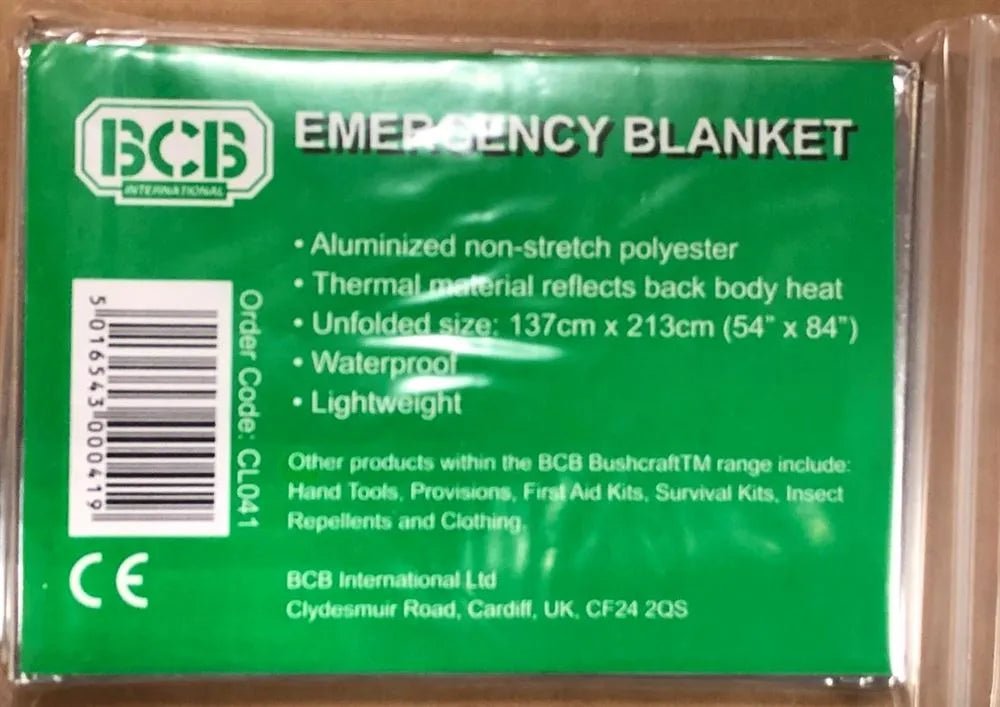 BCB
INTERNATIONAL
EMERGENCY BLANKET
• Aluminized non-stretch polyester
• Thermal material reflects back body heat
• Unfolded size: 137cm x 213cm (54" x 84")
• Waterproof
• Lightweight
5 016543 000419
Order Code: CL041
Other products within the BCB BushcraftTM range include:
Hand Tools, Provisions, First Aid Kits, Survival Kits, Insect
Repellents and Clothing.
CE
BCB International Ltd
Clydesmuir Road, Cardiff, UK, CF24 2QS